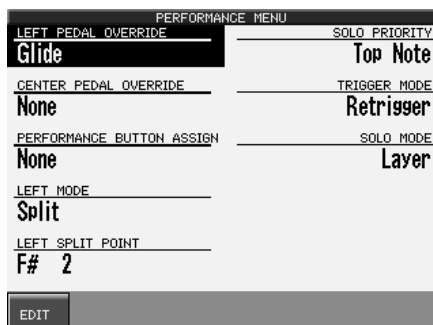 PERFORMANCE MENU
LEFT PEDAL OVERRIDE
Glide
CENTER PEDAL OVERRIDE
None
PERFORMANCE BUTTON ASSIGN
None
LEFT MODE
Split
LEFT SPLIT POINT
F# 2
SOLO PRIORITY
Top Note
TRIGGER MODE
Retrigger
SOLO MODE
Layer
EDIT